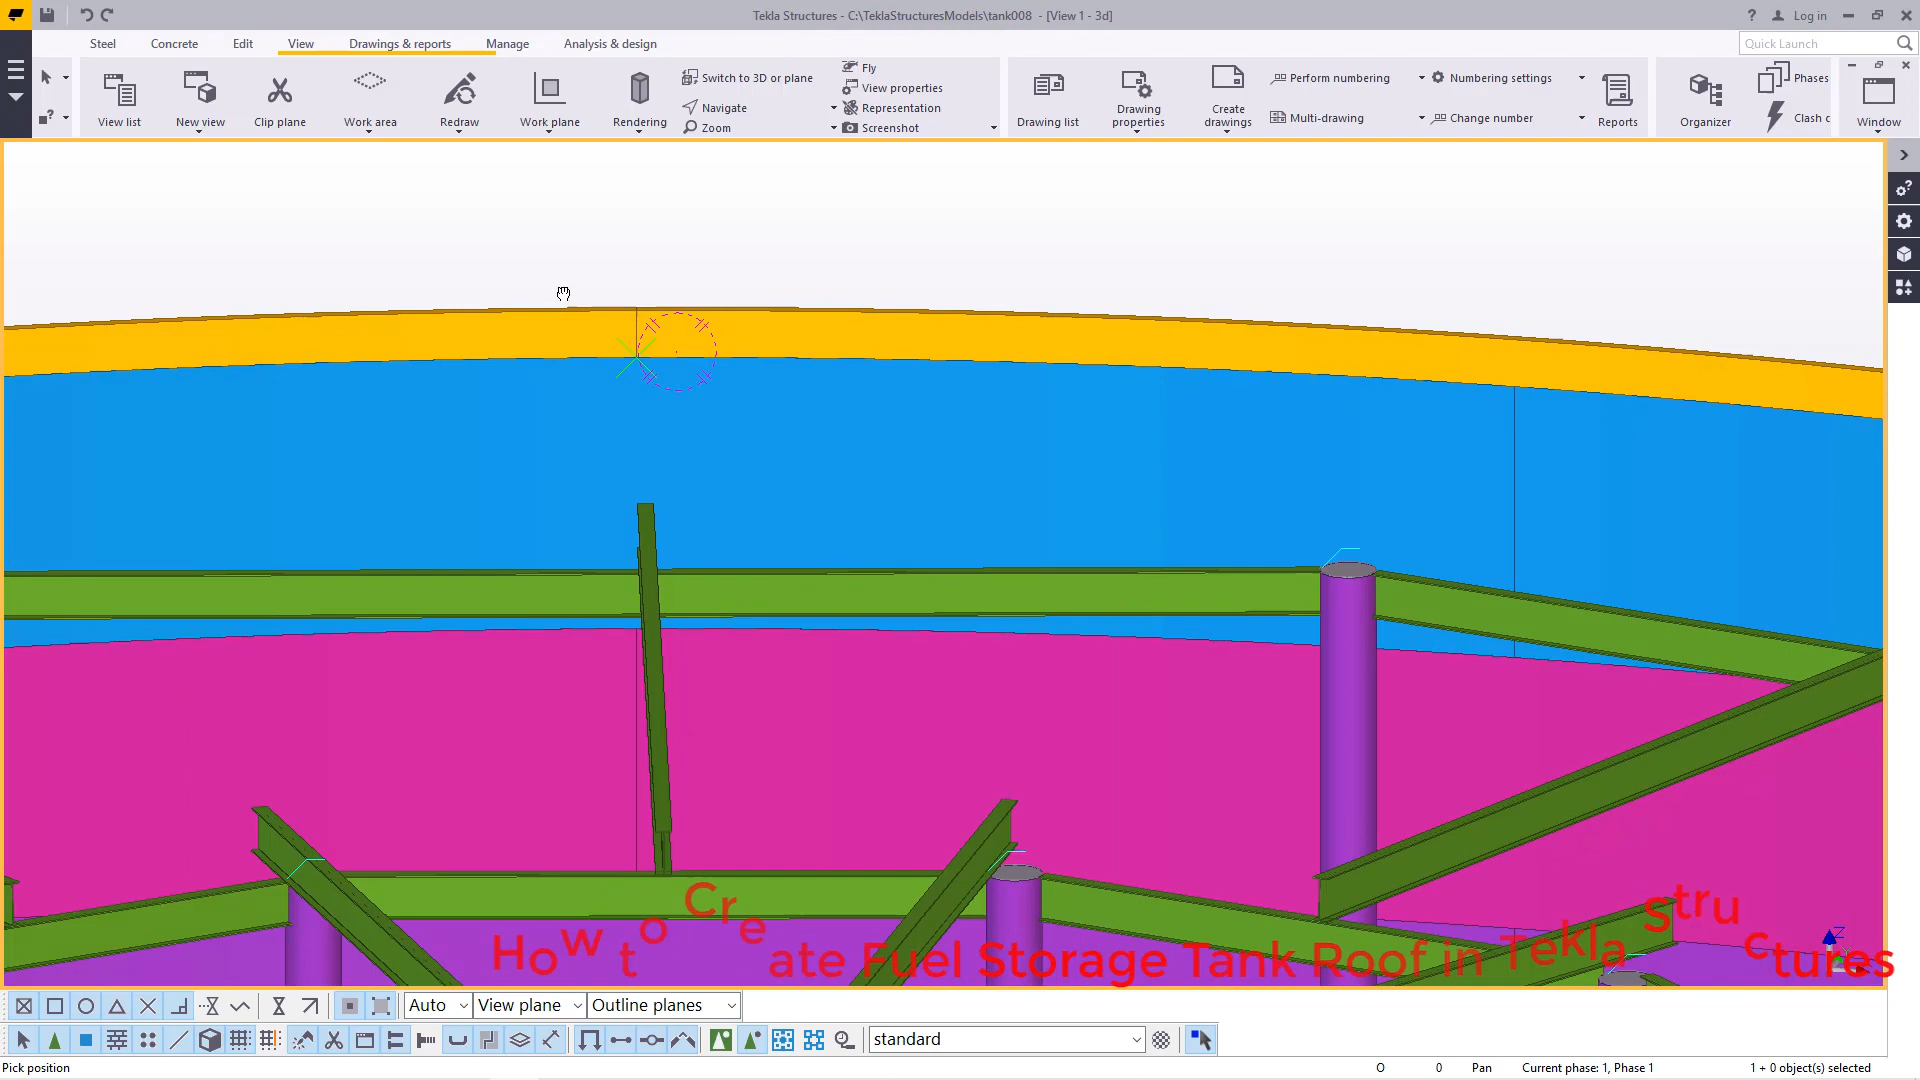 Tekla Structures - C:\TeklaStructuresModels\tank008 - [View 1 - 3d]
? Log in
Steel Concrete Edit View Drawings & reports Manage Analysis & design
Quick Launch
View list
New view
Clip plane
Work area
Redraw
Work plane
Rendering
Switch to 3D or plane
Navigate
Zoom
Fly
View properties
Representation
Screenshot
Drawing list
Drawing properties
Create drawings
Perform numbering
Multi-drawing
Numbering settings
Change number
Reports
Organizer
Phases
Clash c
Window
How to Create Fuel Storage Tank Roof in Tekla Structures
Z
Auto View plane Outline planes
standard
Pick position
O 0 Pan Current phase: 1, Phase 1 1 + 0 object(s) selected